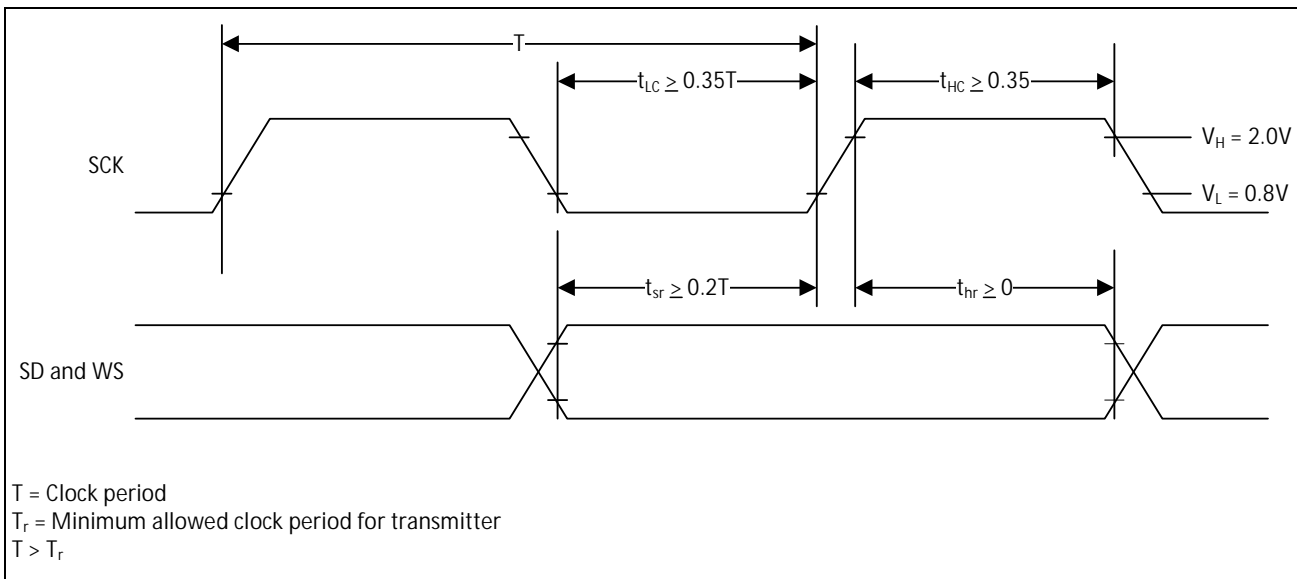 T
t_LC ≥ 0.35T
t_HC ≥ 0.35
SCK
V_H = 2.0V
V_L = 0.8V
t_sr ≥ 0.2T
t_hr ≥ 0
SD and WS
T = Clock period
T_r = Minimum allowed clock period for transmitter
T > T_r